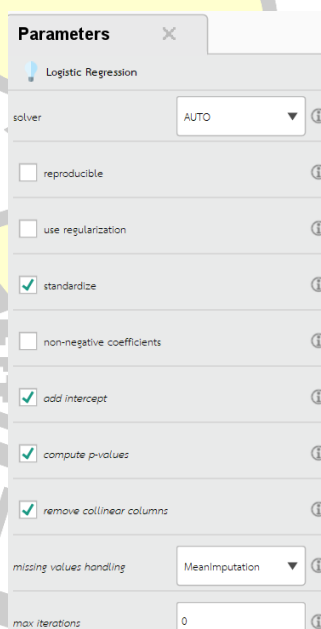 Parameters
Logistic Regression
solver
AUTO
reproducible
use regularization
standardize
non-negative coefficients
add intercept
compute p-values
remove collinear columns
missing values handling
MeanImputation
max iterations
0